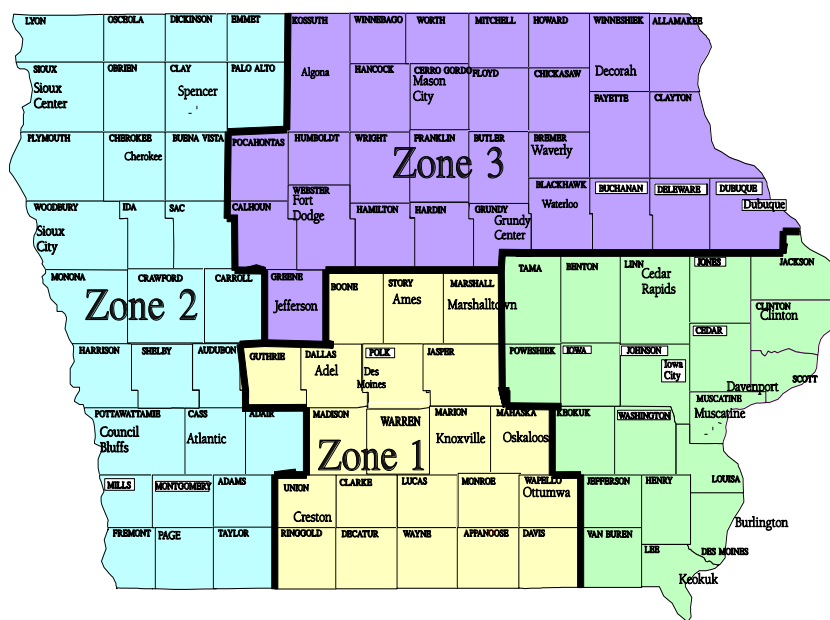 LYON OSCEOLA DICKINSON EMMET KOSSUTH WINNEBAGO WORTH MITCHELL HOWARD WINNESHIEK ALLAMAKEE
SIOUX OBRIEN CLAY PALO ALTO Algona HANCOCK CERRO GORDO FLOYD CHICKASAW Decorah
Sioux
Center
Spencer
Mason
City
FAYETTE CLAYTON
PLYMOUTH CHEROKEE BUENA VISTA POCAHONTAS HUMBOLDT WRIGHT FRANKLIN BUTLER BREMER
Cherokee
Waverly
Zone 3
WEBSTER
Fort
Dodge
BLACKHAWK BUCHANAN DELEWARE DUBUQUE
Waterloo
Dubuque
WOODBURY IDA SAC CALHOUN HAMILTON HARDIN GRUNDY
Sioux
City
Grundy
Center
MONONA CRAWFORD CARROLL GREENE BOONE STORY MARSHALL TAMA BENTON LINN JONES JACKSON
Zone 2
Jefferson
Ames
Marshalltown
Cedar
Rapids
CLINTON
Clinton
CEDAR
HARRISON SHELBY AUDUBON GUTHRIE DALLAS POLK JASPER POWESHIEK IOWA JOHNSON
Adel
Des
Moines
Iowa
City
SCOTT
Davenport
MUSCATINE
Muscatine
POTTAWATTAMIE CASS ADAIR MADISON WARREN MARION MAHASKA KEOKUK WASHINGTON
Council
Bluffs
Atlantic
Knoxville
Oskaloos
Zone 1
MILLS MONTGOMERY ADAMS UNION CLARKE LUCAS MONROE WAPELLO JEFFERSON HENRY LOUISA
Ottumwa
Creston
Burlington
FREMONT PAGE TAYLOR RINGGOLD DECATUR WAYNE APPANOOSE DAVIS VAN BUREN LEE DES MOINES
Keokuk